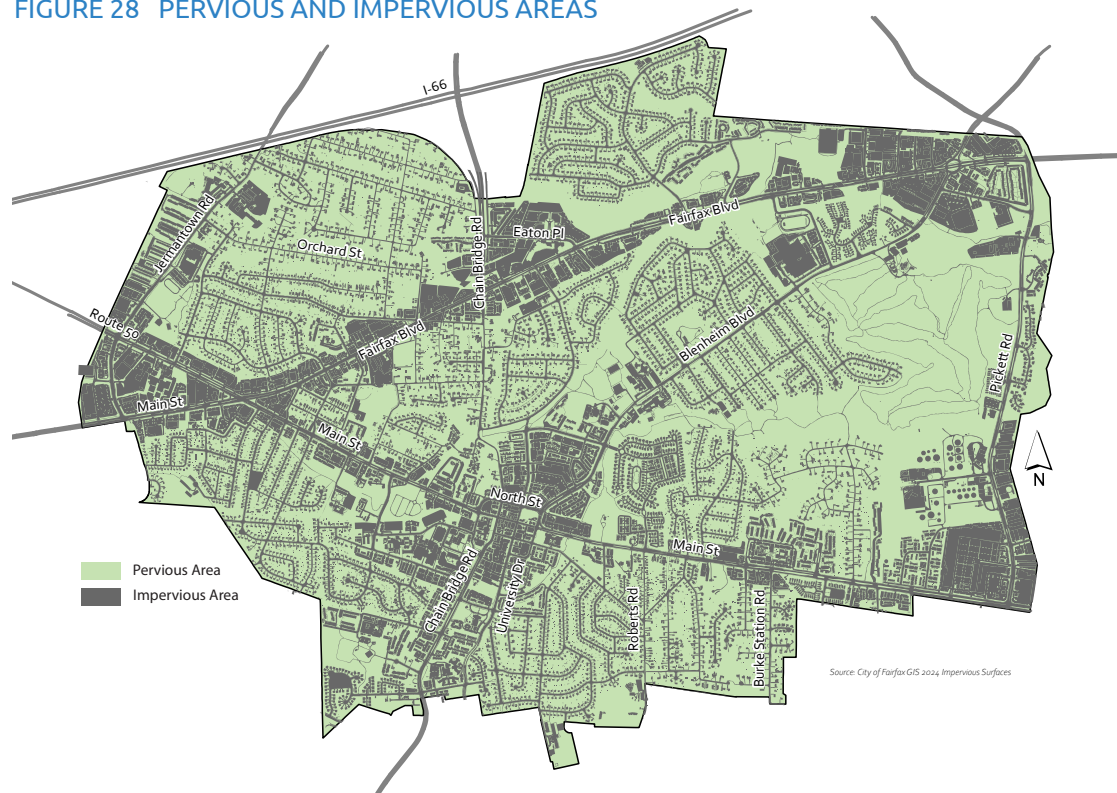 FIGURE 28 PERVIOUS AND IMPERVIOUS AREAS
I-66
Jermantown Rd
Orchard St
Chain Bridge Rd
Eaton Pl
Fairfax Blvd
Route 50
Fairfax Blvd
Blenheim Blvd
Pickett Rd
Main St
Main St
North St
N
Main St
Pervious Area
Impervious Area
Chain Bridge Rd
University Dr
Roberts Rd
Burke Station Rd
Source: City of Fairfax GIS 2024 Impervious Surfaces